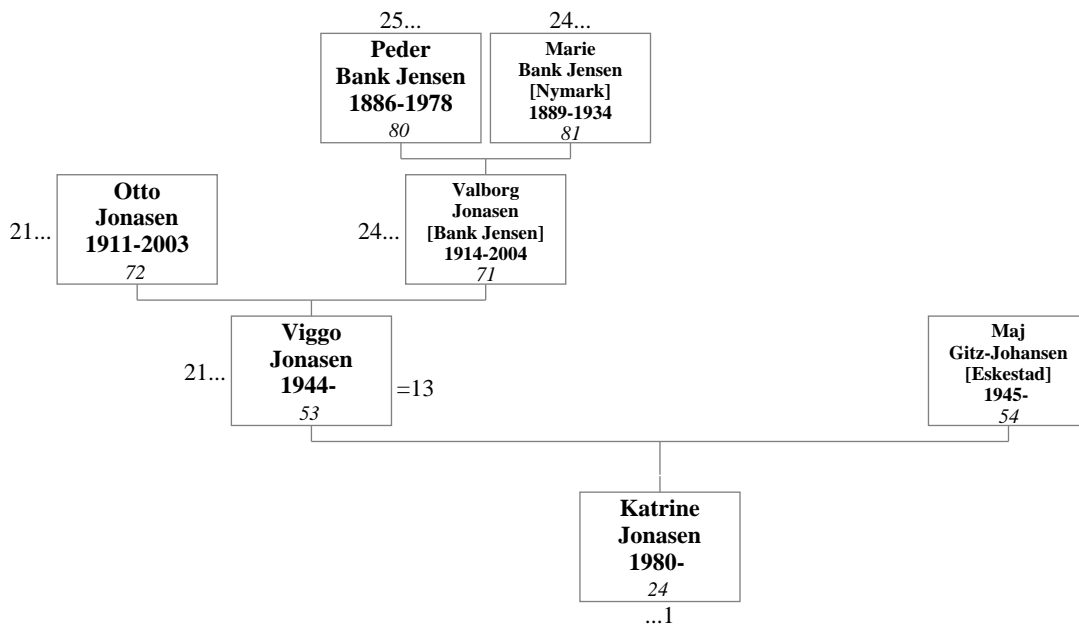 25...
Peder
Bank Jensen
1886-1978
80
24...
Marie
Bank Jensen
[Nymark]
1889-1934
81
21...
Otto
Jonasen
1911-2003
72
24...
Valborg
Jonasen
[Bank Jensen]
1914-2004
71
21...
Viggo
Jonasen
1944-
53
=13
Maj
Gitz-Johansen
[Eskestad]
1945-
54
Katrine
Jonasen
1980-
24
...1